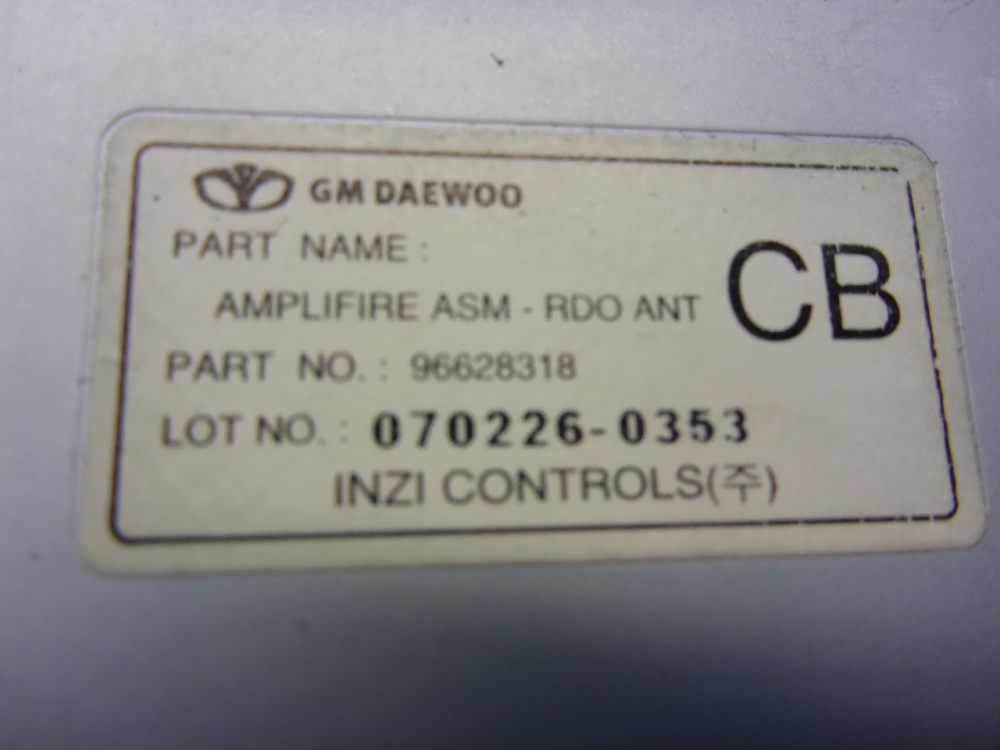 GM DAEWOO
PART NAME :
AMPLIFIRE ASM - RDO ANT
CB
PART NO. : 96628318
LOT NO. : 070226-0353
INZI CONTROLS(주)